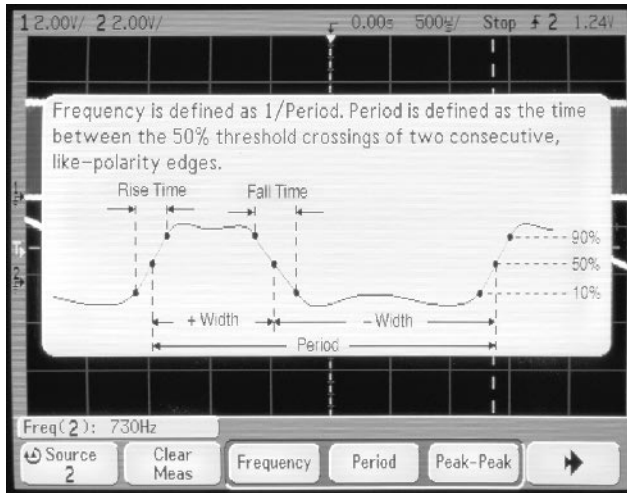 1 2.00V/ 2 2.00V/ 0.00s 500µ/ Stop 2 1.24V
Frequency is defined as 1/Period. Period is defined as the time
between the 50% threshold crossings of two consecutive,
like-polarity edges.
Rise Time Fall Time
90%
50%
10%
+ Width - Width
Period
Freq(2): 730Hz
Source
2
Clear
Meas
Frequency
Period
Peak-Peak